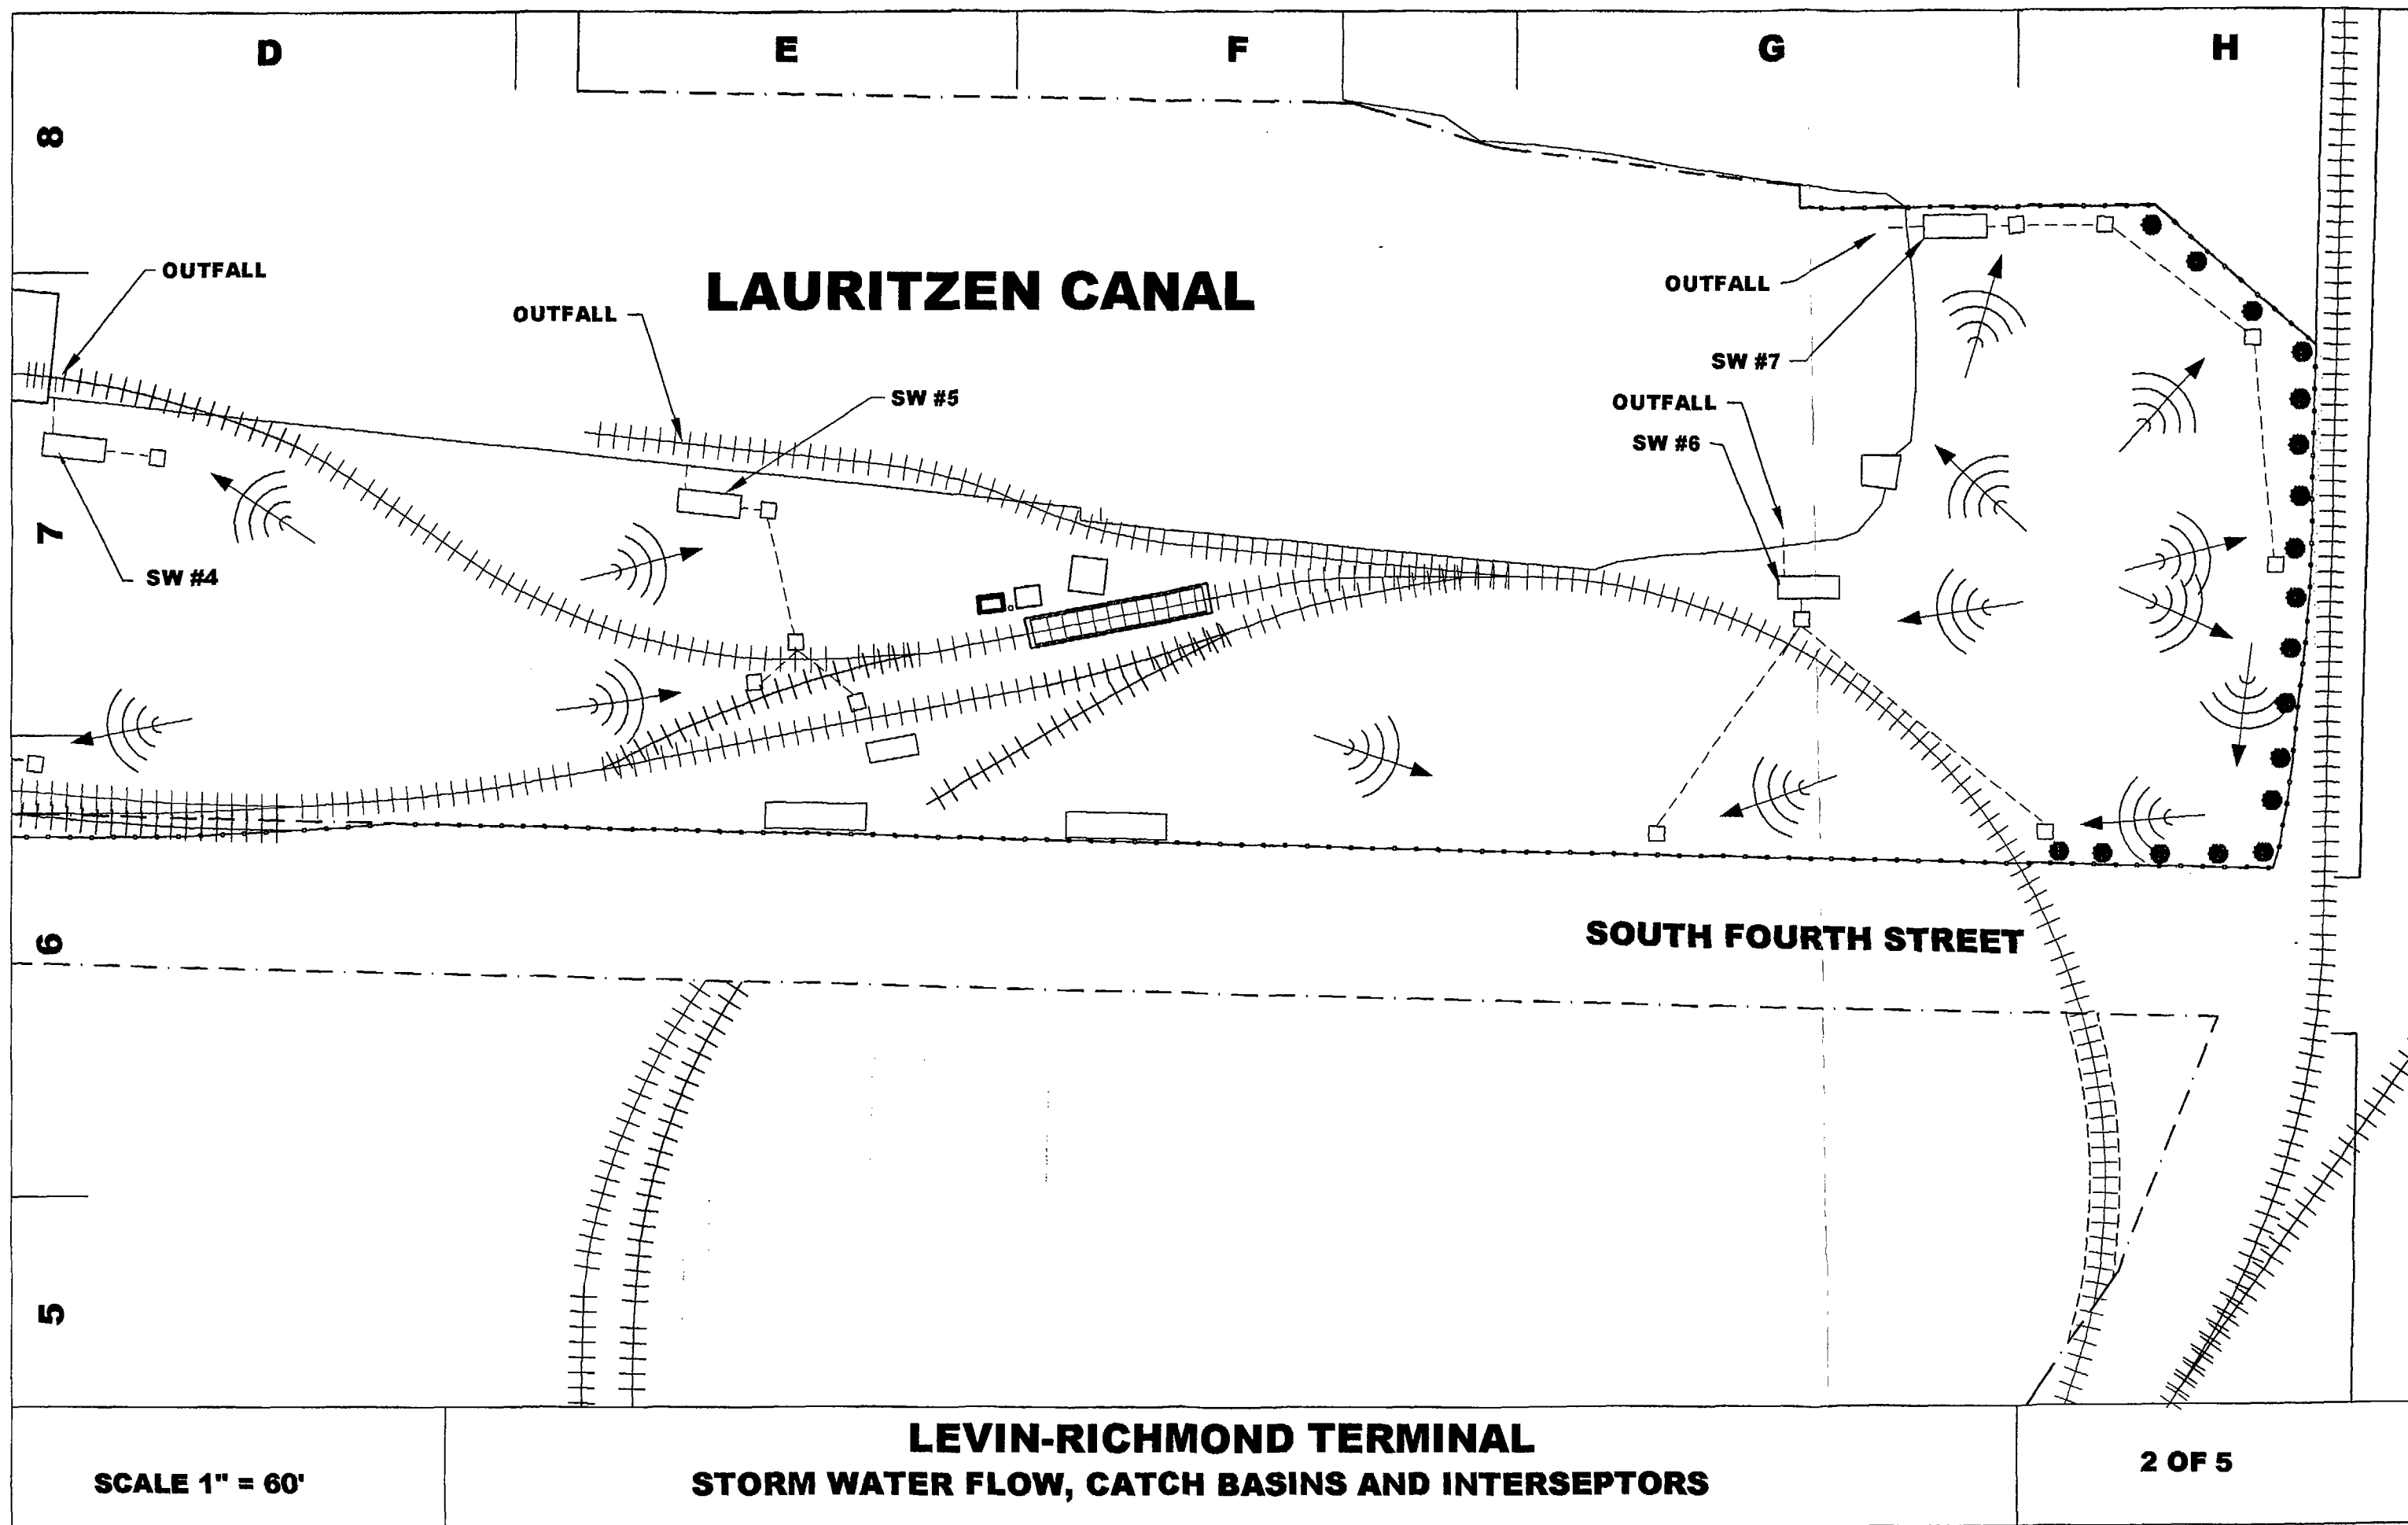 D
E
F
G
H
8
7
6
5
OUTFALL
OUTFALL
LAURITZEN CANAL
OUTFALL
SW #7
SW #5
OUTFALL
SW #6
SW #4
SOUTH FOURTH STREET
SCALE 1" = 60'
LEVIN-RICHMOND TERMINAL
STORM WATER FLOW, CATCH BASINS AND INTERSEPTORS
2 OF 5